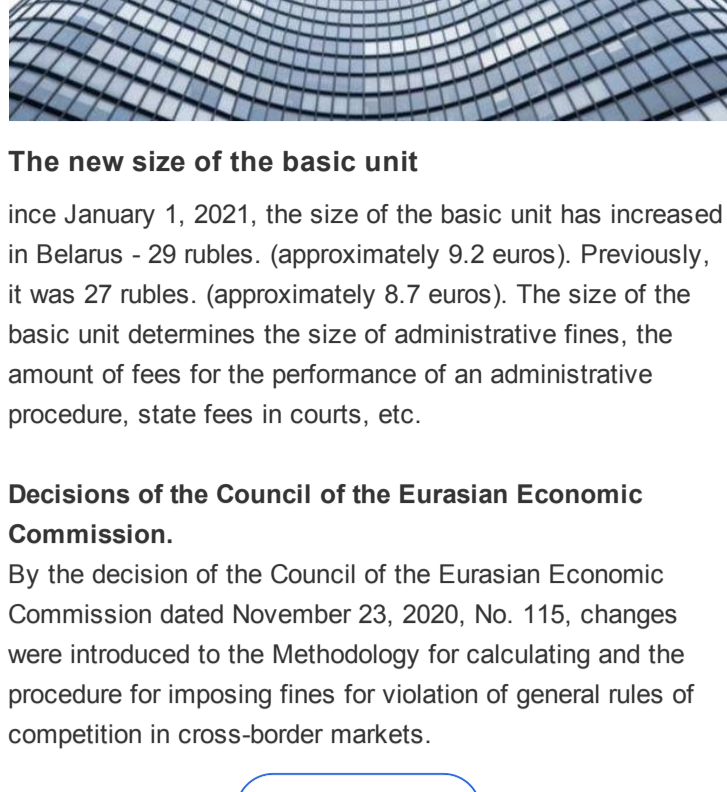 The new size of the basic unit
ince January 1, 2021, the size of the basic unit has increased
in Belarus - 29 rubles. (approximately 9.2 euros). Previously,
it was 27 rubles. (approximately 8.7 euros). The size of the
basic unit determines the size of administrative fines, the
amount of fees for the performance of an administrative
procedure, state fees in courts, etc.
Decisions of the Council of the Eurasian Economic
Commission.
By the decision of the Council of the Eurasian Economic
Commission dated November 23, 2020, No. 115, changes
were introduced to the Methodology for calculating and the
procedure for imposing fines for violation of general rules of
competition in cross-border markets.